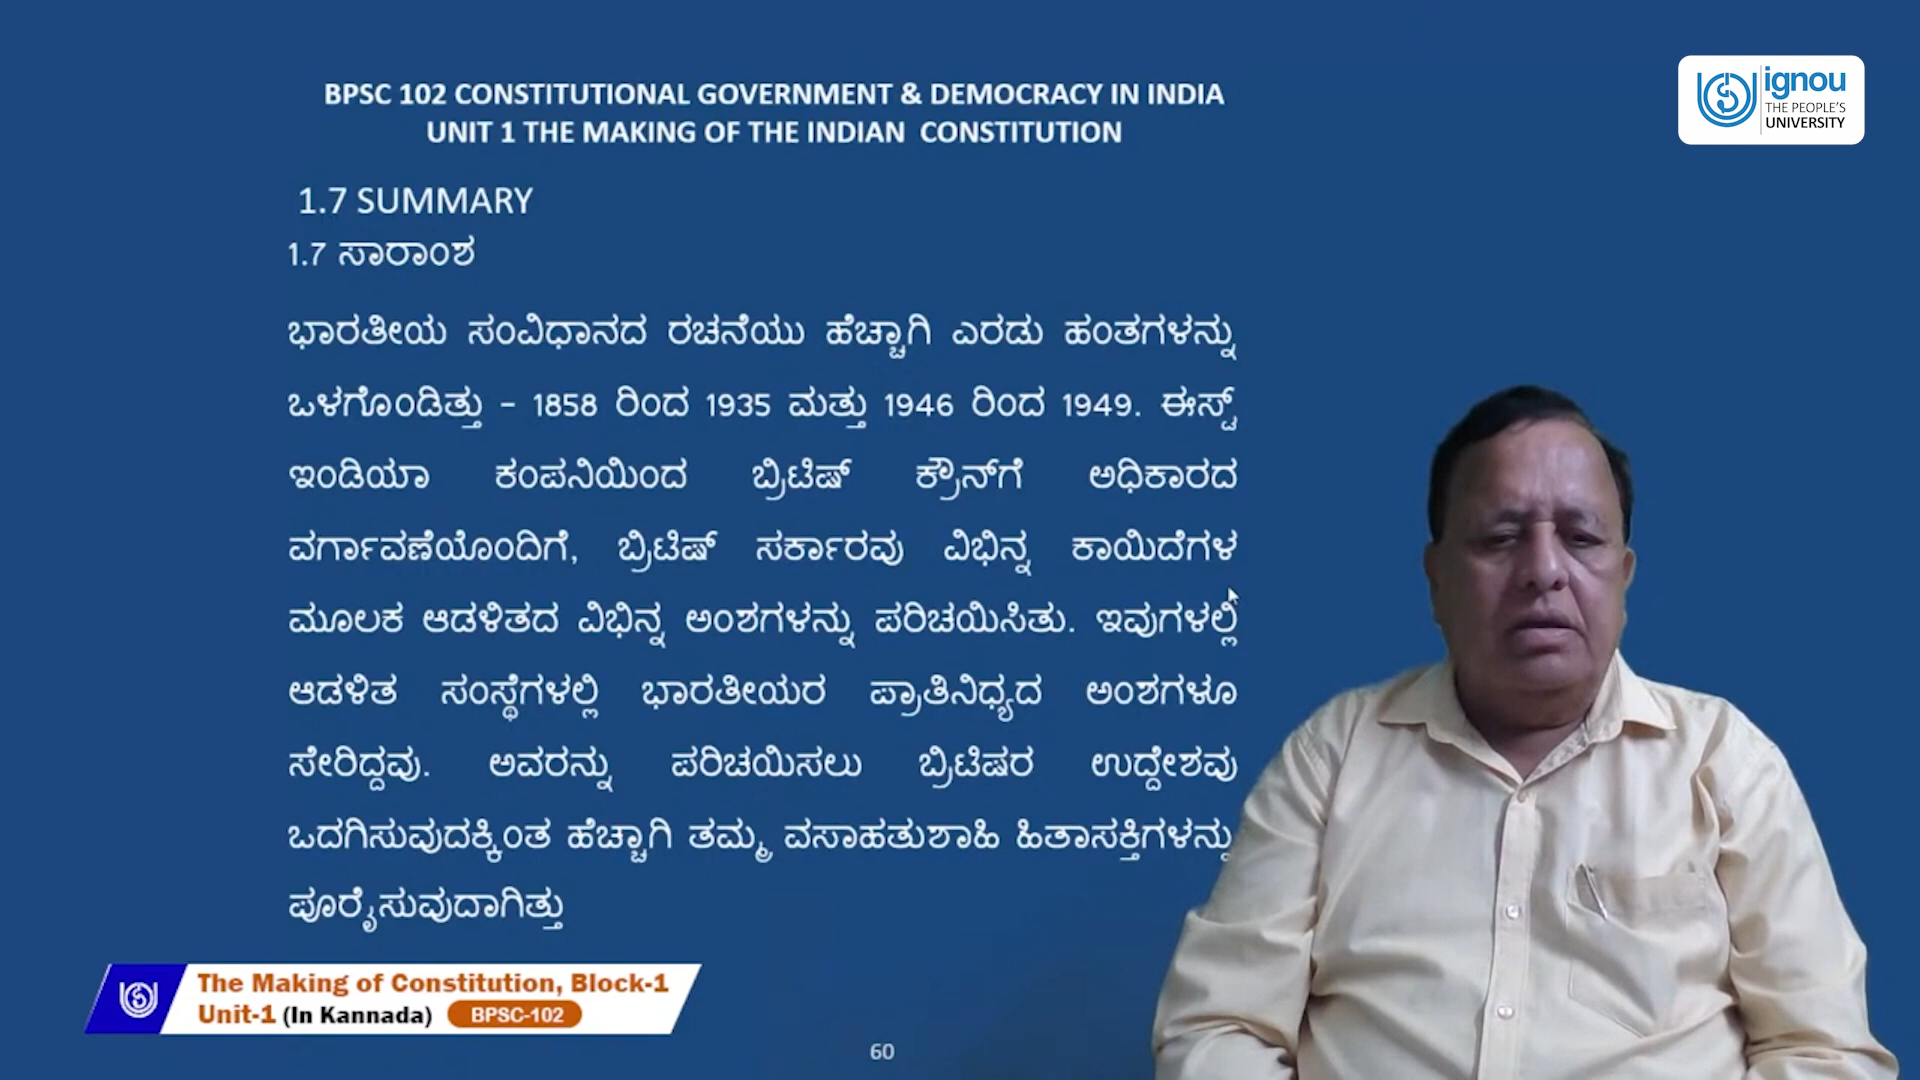 BPSC 102 CONSTITUTIONAL GOVERNMENT & DEMOCRACY IN INDIA
UNIT 1 THE MAKING OF THE INDIAN CONSTITUTION
ignou
THE PEOPLE'S
UNIVERSITY
1.7 SUMMARY
1.7 ಸಾರಾಂಶ
ಭಾರತೀಯ ಸಂವಿಧಾನದ ರಚನೆಯು ಹೆಚ್ಚಾಗಿ ಎರಡು ಹಂತಗಳನ್ನು
ಒಳಗೊಂಡಿತ್ತು – 1858 ರಿಂದ 1935 ಮತ್ತು 1946 ರಿಂದ 1949. ಈಸ್ಟ್
ಇಂಡಿಯಾ ಕಂಪನಿಯಿಂದ ಬ್ರಿಟಿಷ್ ಕ್ರೌನ್‌ಗೆ ಅಧಿಕಾರದ
ವರ್ಗಾವಣೆಯೊಂದಿಗೆ, ಬ್ರಿಟಿಷ್ ಸರ್ಕಾರವು ವಿಭಿನ್ನ ಕಾಯಿದೆಗಳ
ಮೂಲಕ ಆಡಳಿತದ ವಿಭಿನ್ನ ಅಂಶಗಳನ್ನು ಪರಿಚಯಿಸಿತು. ಇವುಗಳಲ್ಲಿ
ಆಡಳಿತ ಸಂಸ್ಥೆಗಳಲ್ಲಿ ಭಾರತೀಯರ ಪ್ರಾತಿನಿಧ್ಯದ ಅಂಶಗಳೂ
ಸೇರಿದ್ದವು. ಅವರನ್ನು ಪರಿಚಯಿಸಲು ಬ್ರಿಟಿಷರ ಉದ್ದೇಶವು
ಒದಗಿಸುವುದಕ್ಕಿಂತ ಹೆಚ್ಚಾಗಿ ತಮ್ಮ ವಸಾಹತುಶಾಹಿ ಹಿತಾಸಕ್ತಿಗಳನ್ನು
ಪೂರೈಸುವುದಾಗಿತ್ತು
The Making of Constitution, Block-1
Unit-1 (In Kannada) BPSC-102
60